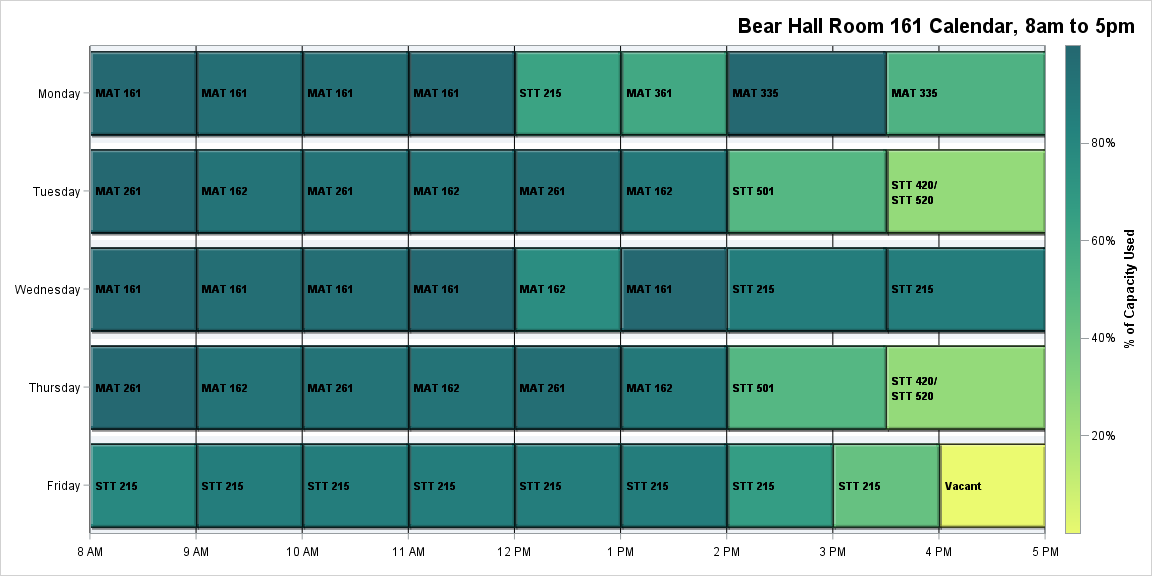 Bear Hall Room 161 Calendar, 8am to 5pm
Monday
MAT 161
MAT 161
MAT 161
MAT 161
STT 215
MAT 361
MAT 335
MAT 335
Tuesday
MAT 261
MAT 162
MAT 261
MAT 162
MAT 261
MAT 162
STT 501
STT 420/
STT 520
Wednesday
MAT 161
MAT 161
MAT 161
MAT 161
MAT 162
MAT 161
STT 215
STT 215
Thursday
MAT 261
MAT 162
MAT 261
MAT 162
MAT 261
MAT 162
STT 501
STT 420/
STT 520
Friday
STT 215
STT 215
STT 215
STT 215
STT 215
STT 215
STT 215
STT 215
Vacant
8 AM
9 AM
10 AM
11 AM
12 PM
1 PM
2 PM
3 PM
4 PM
5 PM
80%
60%
40%
20%
% of Capacity Used